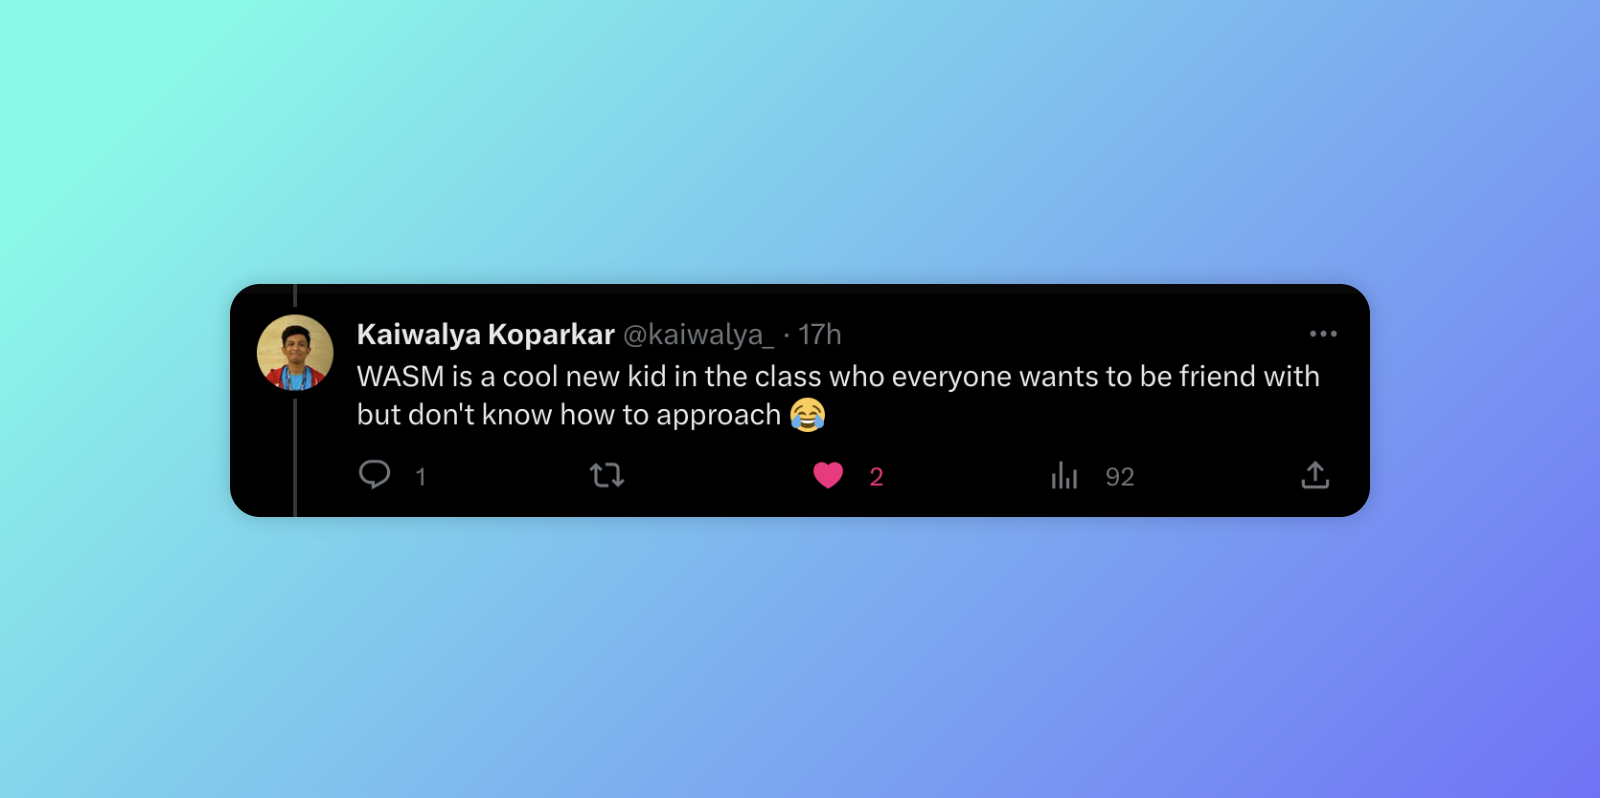 Kaiwalya Koparkar @kaiwalya_ · 17h
WASM is a cool new kid in the class who everyone wants to be friend with
but don't know how to approach 😂
1 2 92